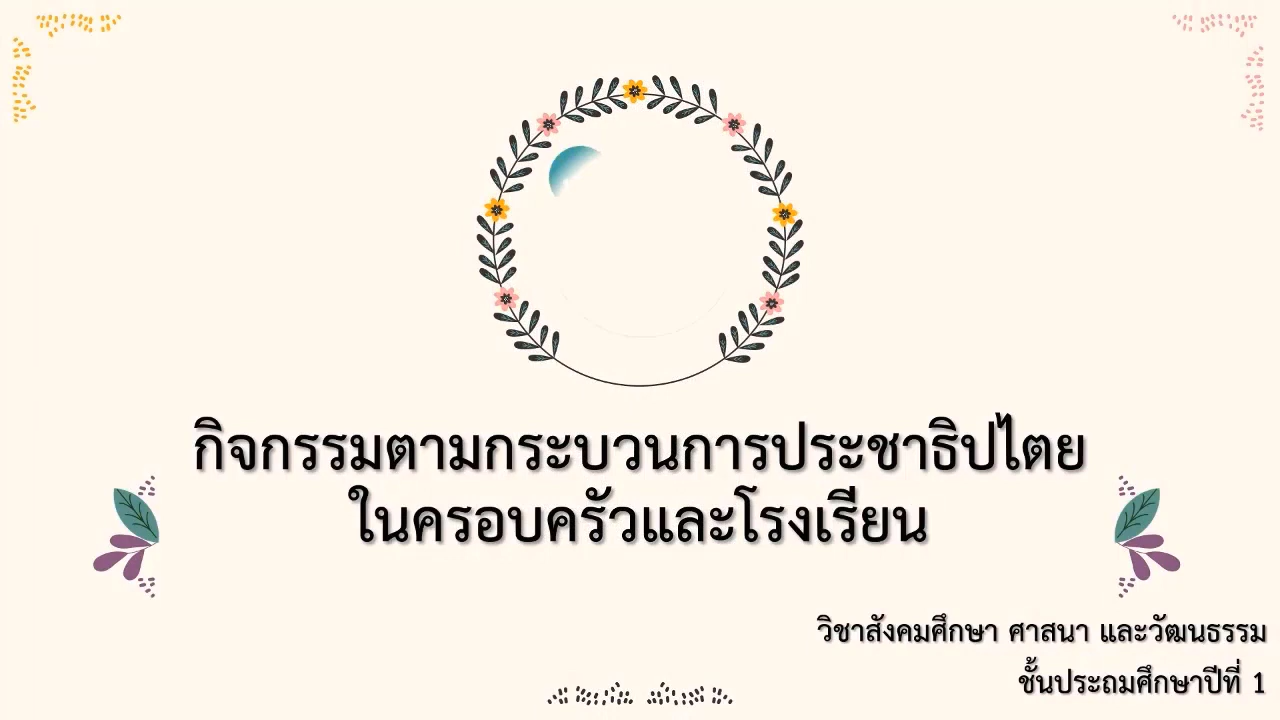 กิจกรรมตามกระบวนการประชาธิปไตย
ในครอบครัวและโรงเรียน
วิชาสังคมศึกษา ศาสนา และวัฒนธรรม
ชั้นประถมศึกษาปีที่ 1